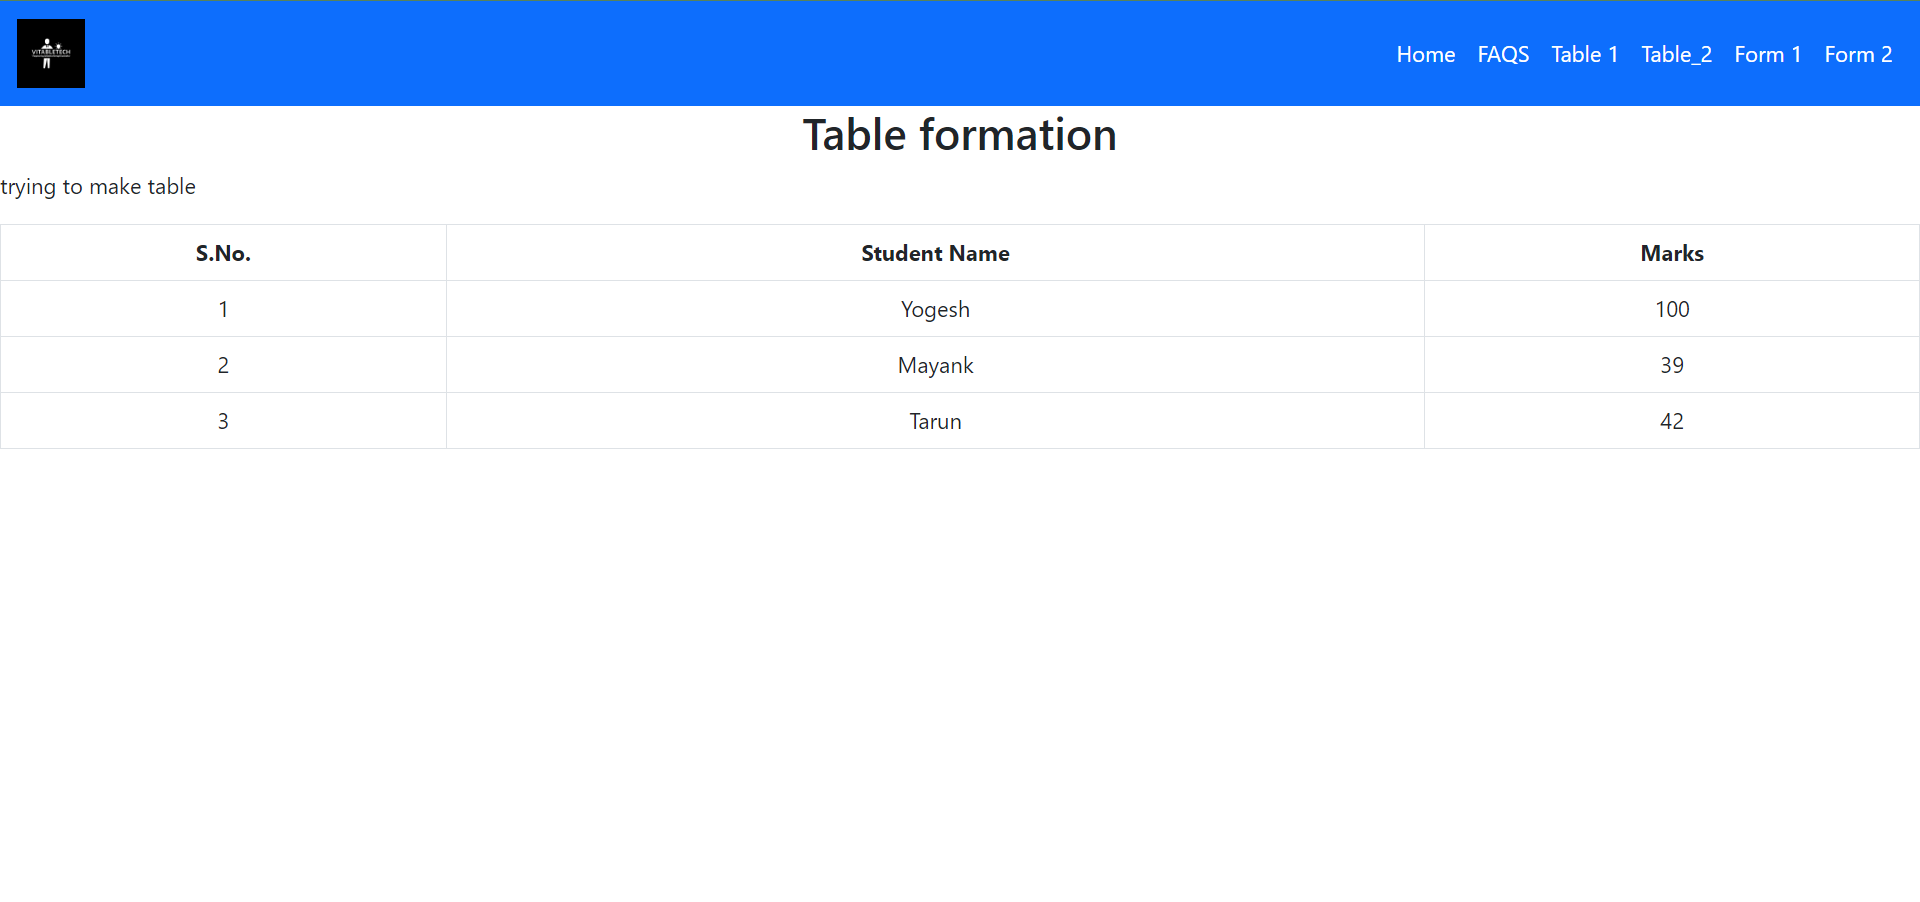 VITABLETECH
Home FAQS Table 1 Table_2 Form 1 Form 2
Table formation
trying to make table
S.No. Student Name Marks
1 Yogesh 100
2 Mayank 39
3 Tarun 42